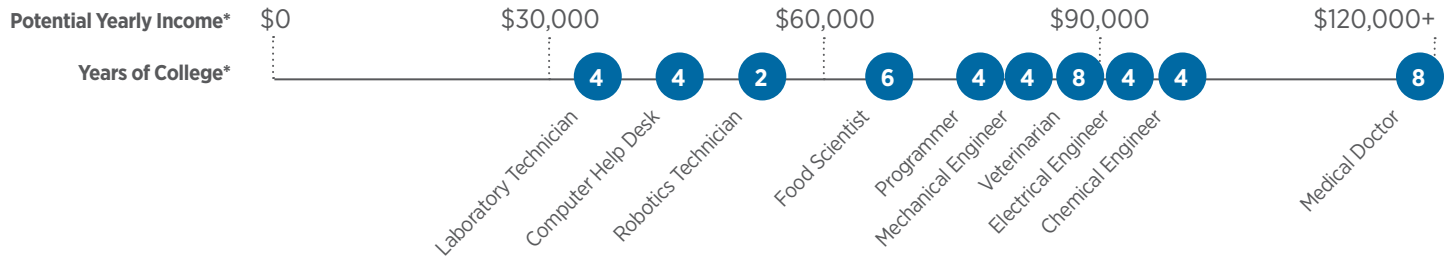 Potential Yearly Income* $0 $30,000 $60,000 $90,000 $120,000+
Years of College* 4 4 2 6 4 4 8 4 4 8
Laboratory Technician
Computer Help Desk
Robotics Technician
Food Scientist
Programmer
Mechanical Engineer
Veterinarian
Electrical Engineer
Chemical Engineer
Medical Doctor